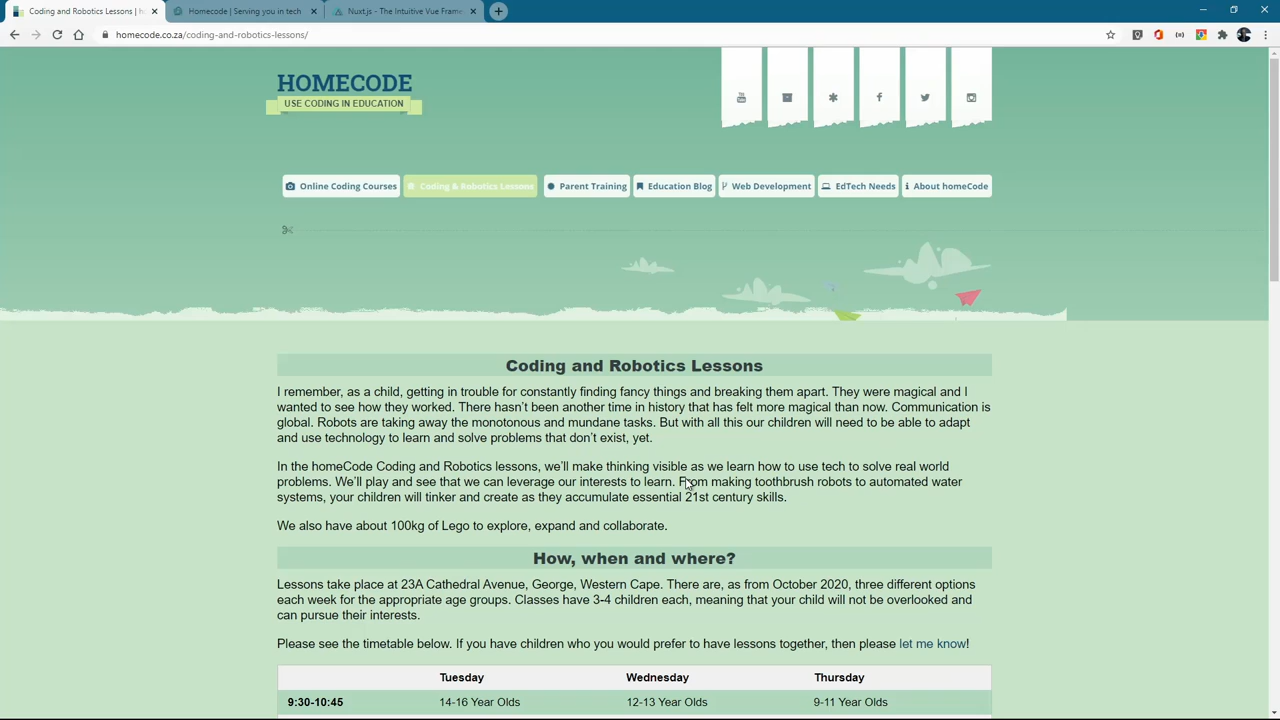 Coding and Robotics Lessons | ho
Homecode | Serving you in tech
Nuxt.js - The Intuitive Vue Frame
homecode.co.za/coding-and-robotics-lessons/
HOMECODE
USE CODING IN EDUCATION
Online Coding Courses
Coding & Robotics Lessons
Parent Training
Education Blog
Web Development
EdTech Needs
About homeCode
Coding and Robotics Lessons
I remember, as a child, getting in trouble for constantly finding fancy things and breaking them apart. They were magical and I
wanted to see how they worked. There hasn't been another time in history that has felt more magical than now. Communication is
global. Robots are taking away the monotonous and mundane tasks. But with all this our children will need to be able to adapt
and use technology to learn and solve problems that don't exist, yet.
In the homeCode Coding and Robotics lessons, we'll make thinking visible as we learn how to use tech to solve real world
problems. We'll play and see that we can leverage our interests to learn. From making toothbrush robots to automated water
systems, your children will tinker and create as they accumulate essential 21st century skills.
We also have about 100kg of Lego to explore, expand and collaborate.
How, when and where?
Lessons take place at 23A Cathedral Avenue, George, Western Cape. There are, as from October 2020, three different options
each week for the appropriate age groups. Classes have 3-4 children each, meaning that your child will not be overlooked and
can pursue their interests.
Please see the timetable below. If you have children who you would prefer to have lessons together, then please let me know!
Tuesday Wednesday Thursday
9:30-10:45 14-16 Year Olds 12-13 Year Olds 9-11 Year Olds